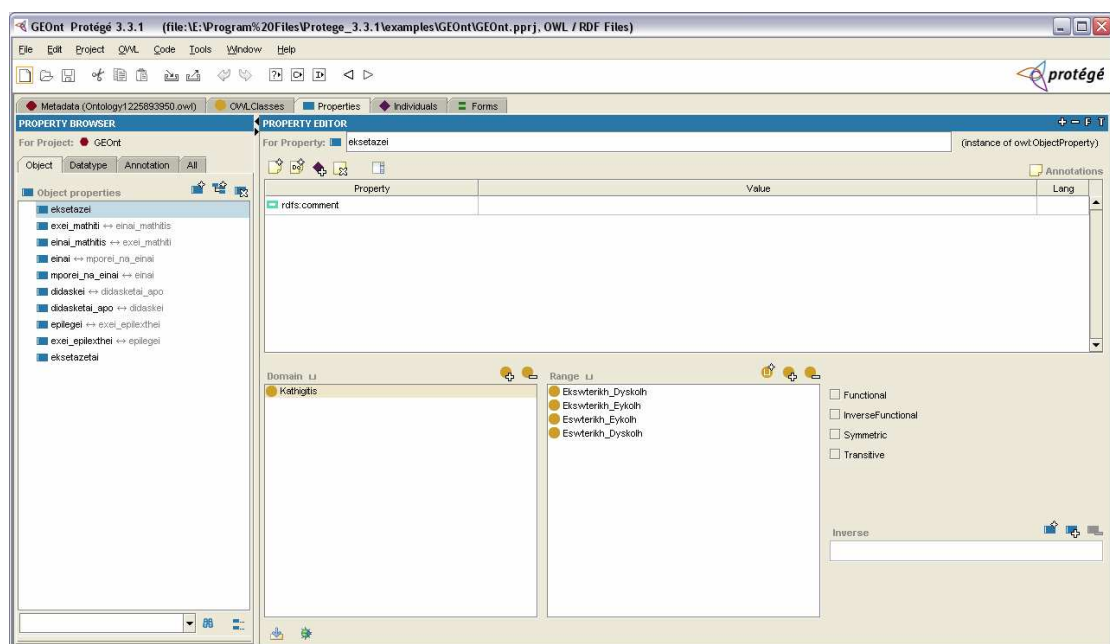 GEOnt Protégé 3.3.1 (file:\E:\Program%20Files\Protege_3.3.1\examples\GEOnt\GEOnt.pprj, OWL / RDF Files)
File Edit Project OWL Code Tools Window Help
protégé
Metadata (Ontology1225893950.owl) OWLClasses Properties Individuals Forms
PROPERTY BROWSER
For Project: GEOnt
Object Datatype Annotation All
Object properties
eksetazei
exei_mathiti ↔ einai_mathitis
einai_mathitis ↔ exei_mathiti
einai ↔ mporei_na_einai
mporei_na_einai ↔ einai
didaskei ↔ didasketai_apo
didasketai_apo ↔ didaskei
epilegei ↔ exei_epilexthei
exei_epilexthei ↔ epilegei
eksetazetai
PROPERTY EDITOR
For Property: eksetazei (instance of owl:ObjectProperty)
Annotations
Property Value Lang
rdfs:comment
Domain ⊔
Kathigitis
Range ⊔
Ekswterikh_Dyskolh
Ekswterikh_Eykolh
Eswterikh_Eykolh
Eswterikh_Dyskolh
Functional
InverseFunctional
Symmetric
Transitive
Inverse